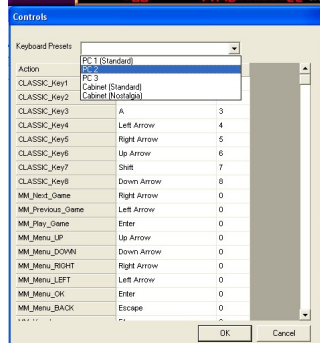 Controls
Keyboard Presets
PC 1 (Standard)
PC 2
PC 3
Cabinet (Standard)
Cabinet (Nostalgia)
Action
CLASSIC_Key1
CLASSIC_Key2
CLASSIC_Key3 A 3
CLASSIC_Key4 Left Arrow 4
CLASSIC_Key5 Right Arrow 5
CLASSIC_Key6 Up Arrow 6
CLASSIC_Key7 Shift 7
CLASSIC_Key8 Down Arrow 8
MM_Next_Game Right Arrow 0
MM_Previous_Game Left Arrow 0
MM_Play_Game Enter 0
MM_Menu_UP Up Arrow 0
MM_Menu_DOWN Down Arrow 0
MM_Menu_RIGHT Right Arrow 0
MM_Menu_LEFT Left Arrow 0
MM_Menu_OK Enter 0
MM_Menu_BACK Escape 0
OK Cancel